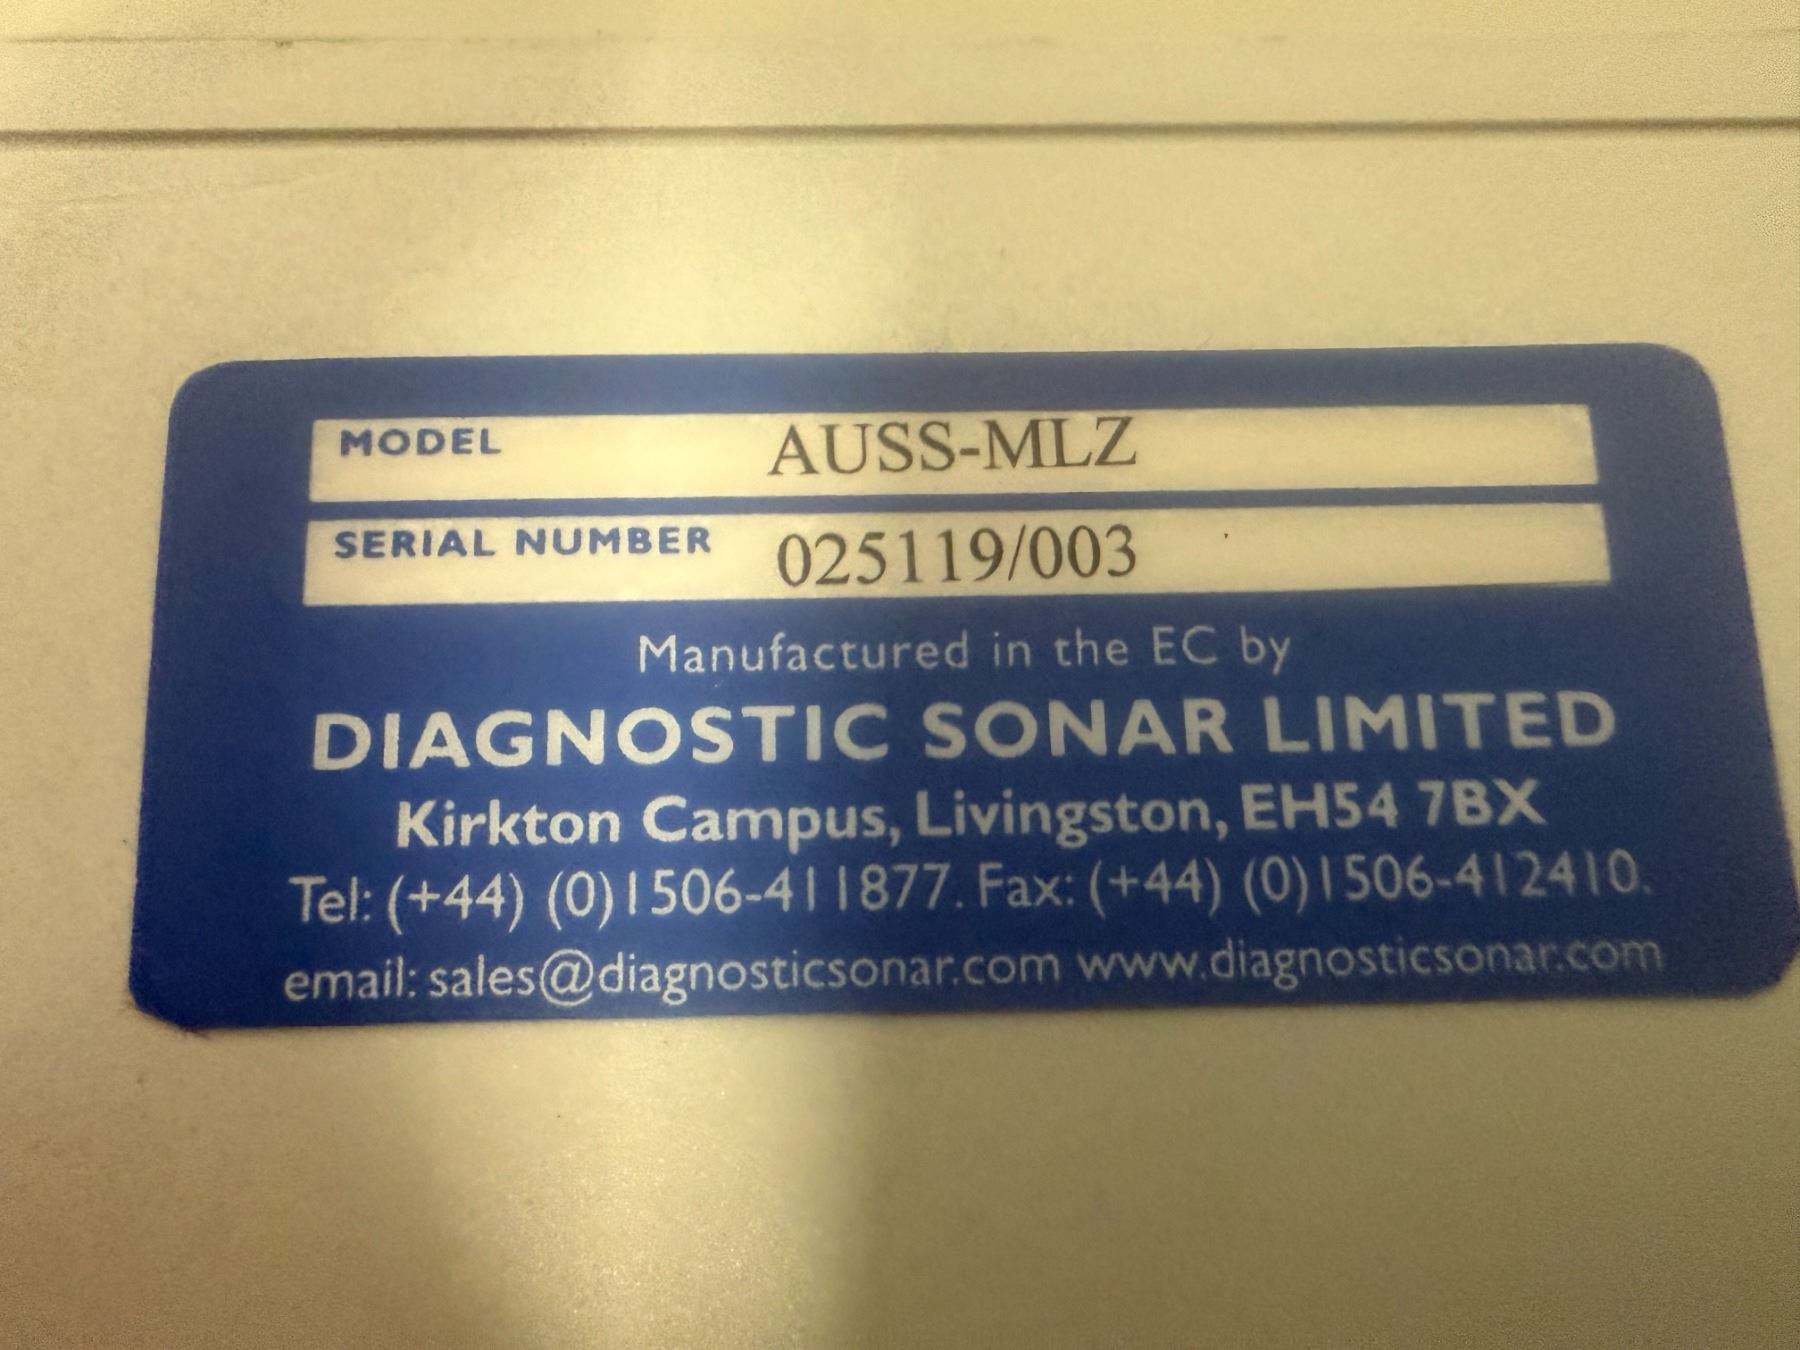 MODEL AUSS-MLZ
SERIAL NUMBER 025119/003
Manufactured in the EC by
DIAGNOSTIC SONAR LIMITED
Kirkton Campus, Livingston, EH54 7BX
Tel: (+44) (0)1506-411877. Fax: (+44) (0)1506-412410.
email: sales@diagnosticsonar.com www.diagnosticsonar.com